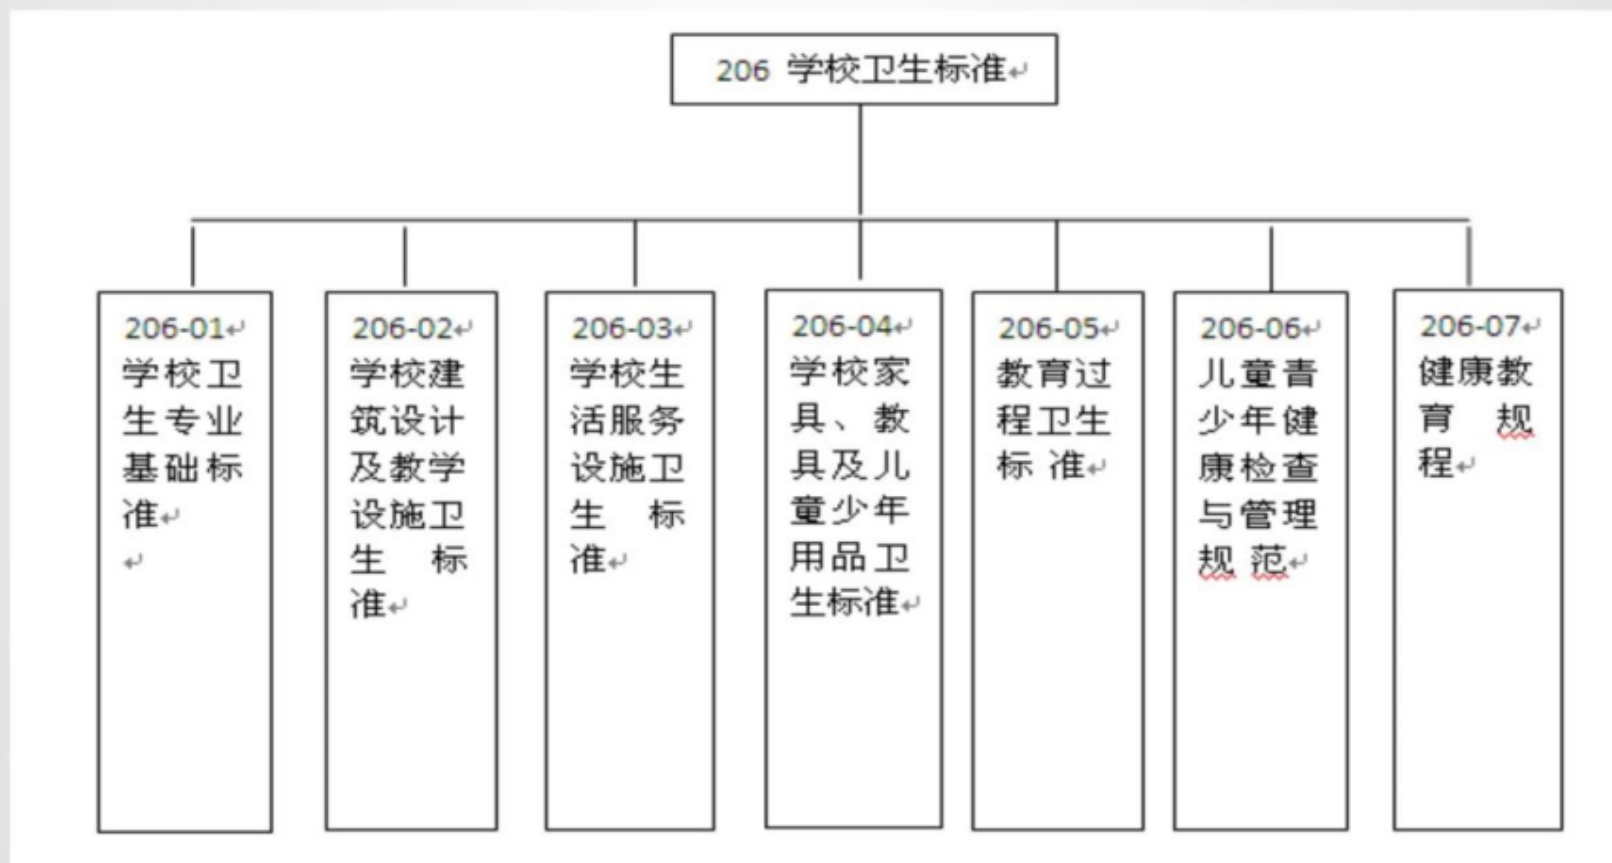 206 学校卫生标准
206-01
学校卫
生专业
基础标
准
206-02
学校建
筑设计
及教学
设施卫
生 标
准
206-03
学校生
活服务
设施卫
生 标
准
206-04
学校家
具、教
具及儿
童少年
用品卫
生标准
206-05
教育过
程卫生
标 准
206-06
儿童青
少年健
康检查
与管理
规 范
206-07
健康教
育 规
程